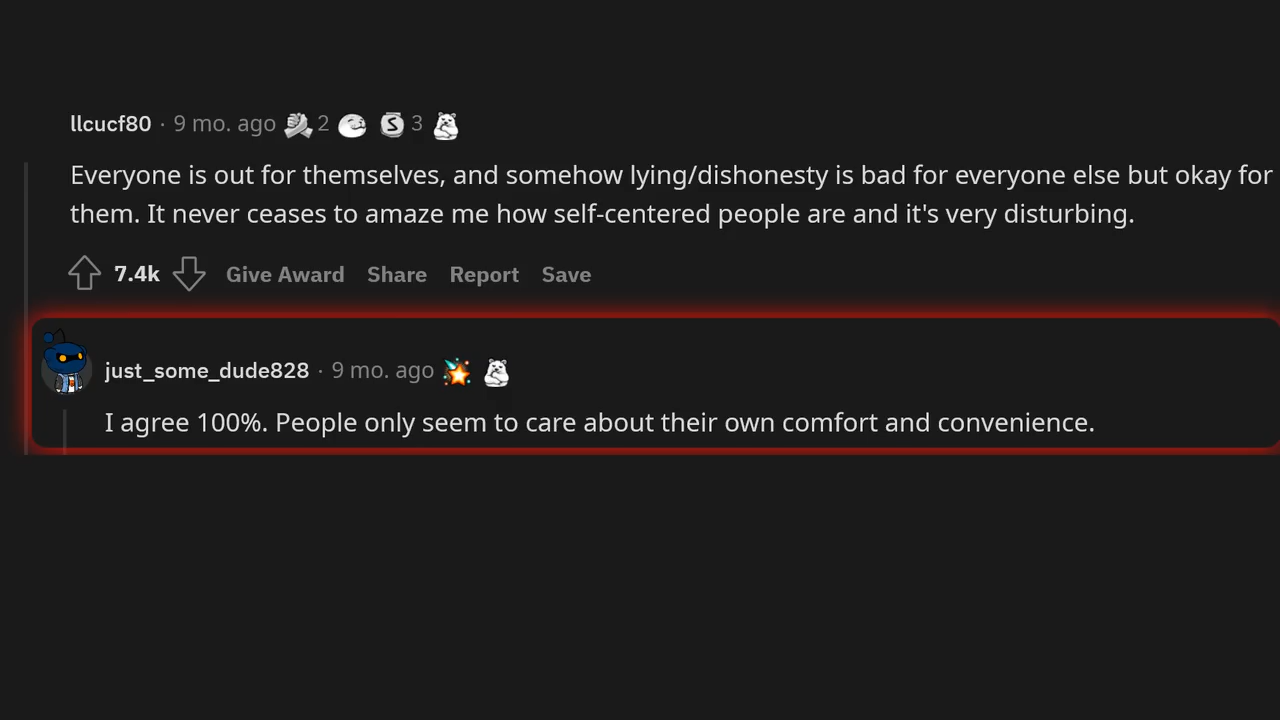 llcucf80 · 9 mo. ago 2 3
Everyone is out for themselves, and somehow lying/dishonesty is bad for everyone else but okay for
them. It never ceases to amaze me how self-centered people are and it's very disturbing.
7.4k Give Award Share Report Save
just_some_dude828 · 9 mo. ago
I agree 100%. People only seem to care about their own comfort and convenience.